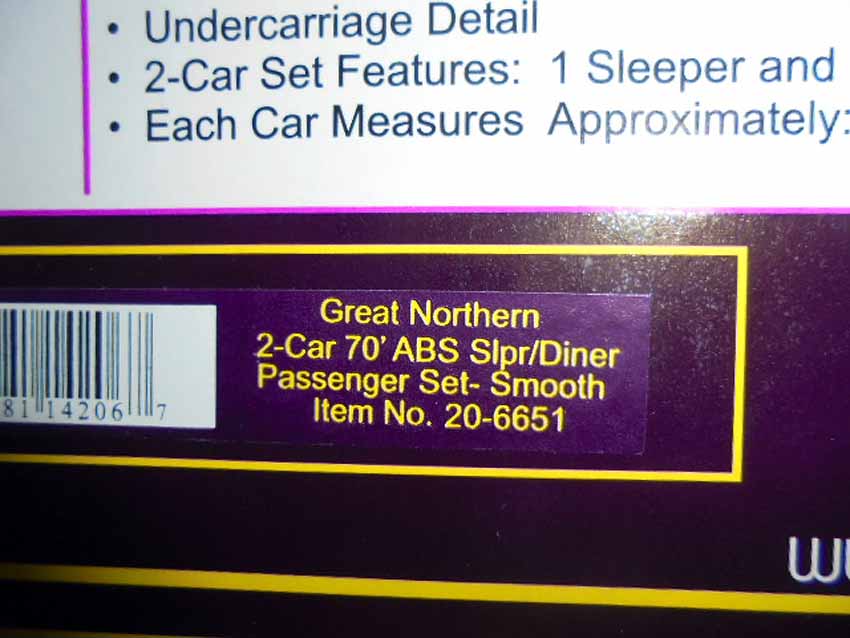 • Undercarriage Detail
• 2-Car Set Features: 1 Sleeper and
• Each Car Measures Approximately:
Great Northern
2-Car 70' ABS Slpr/Diner
Passenger Set- Smooth
Item No. 20-6651
81 14206 7